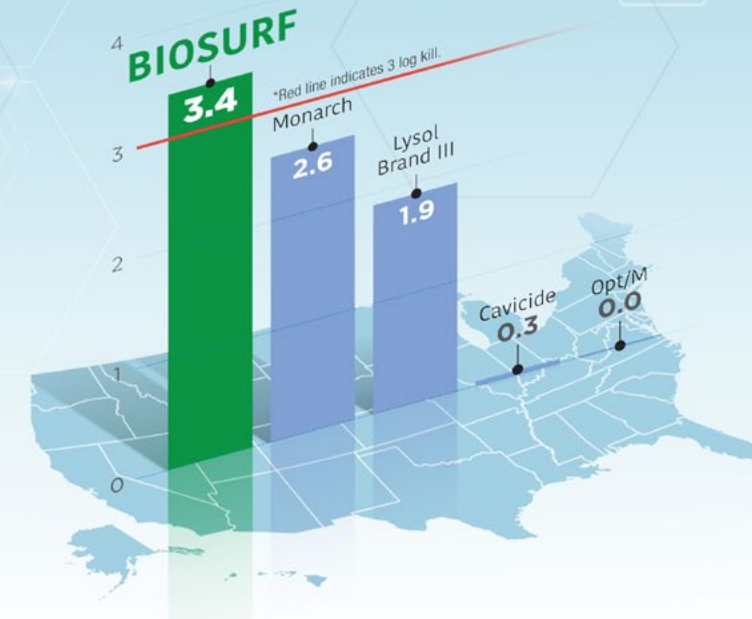 4
BIOSURF
3.4
*Red line indicates 3 log kill.
3
Monarch
2.6
Lysol
Brand III
1.9
2
Cavicide
0.3
Opt/M
0.0
1
0